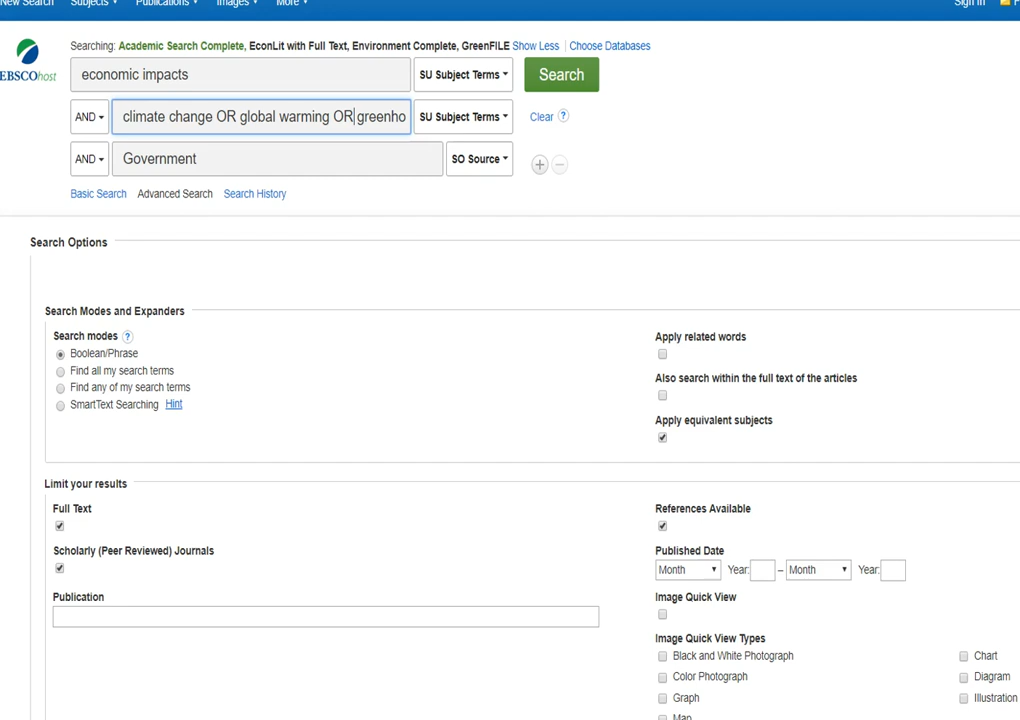 New Search Subjects Publications Images More Sign In
Searching: Academic Search Complete, EconLit with Full Text, Environment Complete, GreenFILE Show Less Choose Databases
EBSCOhost
economic impacts SU Subject Terms Search
AND climate change OR global warming OR greenho SU Subject Terms Clear ?
AND Government SO Source + −
Basic Search Advanced Search Search History
Search Options
Search Modes and Expanders
Search modes ? Apply related words
Boolean/Phrase
Find all my search terms Also search within the full text of the articles
Find any of my search terms
SmartText Searching Hint
Apply equivalent subjects
Limit your results
Full Text References Available
Scholarly (Peer Reviewed) Journals Published Date
Month Year: – Month Year:
Publication Image Quick View
Image Quick View Types
Black and White Photograph Chart
Color Photograph Diagram
Graph Illustration
Map